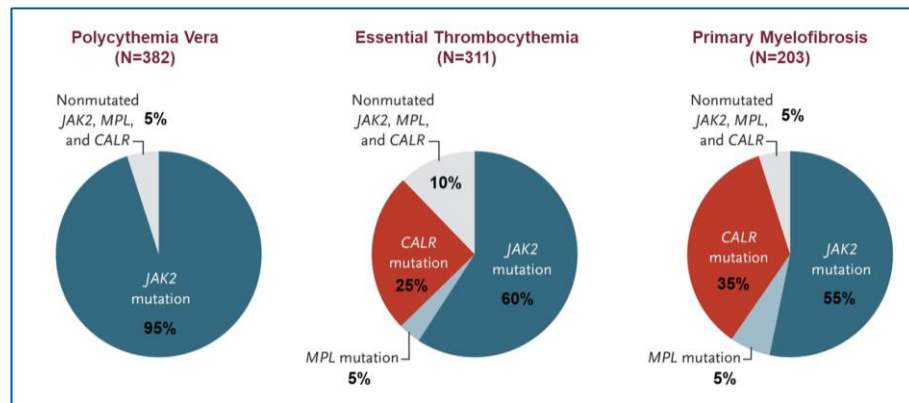 Polycythemia Vera
(N=382)
Nonmutated
JAK2, MPL,
and CALR
5%
JAK2
mutation
95%
Essential Thrombocythemia
(N=311)
Nonmutated
JAK2, MPL,
and CALR
10%
CALR
mutation
25%
JAK2
mutation
60%
MPL mutation
5%
Primary Myelofibrosis
(N=203)
Nonmutated
JAK2, MPL,
and CALR
5%
CALR
mutation
35%
JAK2
mutation
55%
MPL mutation
5%